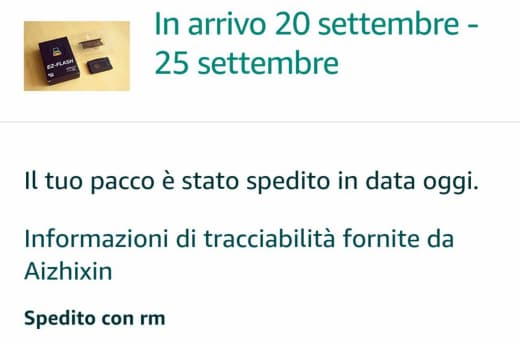 In arrivo 20 settembre -
25 settembre
EZ-FLASH
Il tuo pacco è stato spedito in data oggi.
Informazioni di tracciabilità fornite da
Aizhixin
Spedito con rm